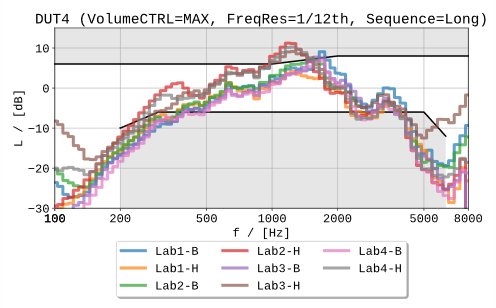 DUT4 (VolumeCTRL=MAX, FreqRes=1/12th, Sequence=Long)
L / [dB]
10
0
−10
−20
−30
100 200 500 1000 2000 5000 8000
f / [Hz]
Lab1-B Lab2-H Lab4-B
Lab1-H Lab3-B Lab4-H
Lab2-B Lab3-H